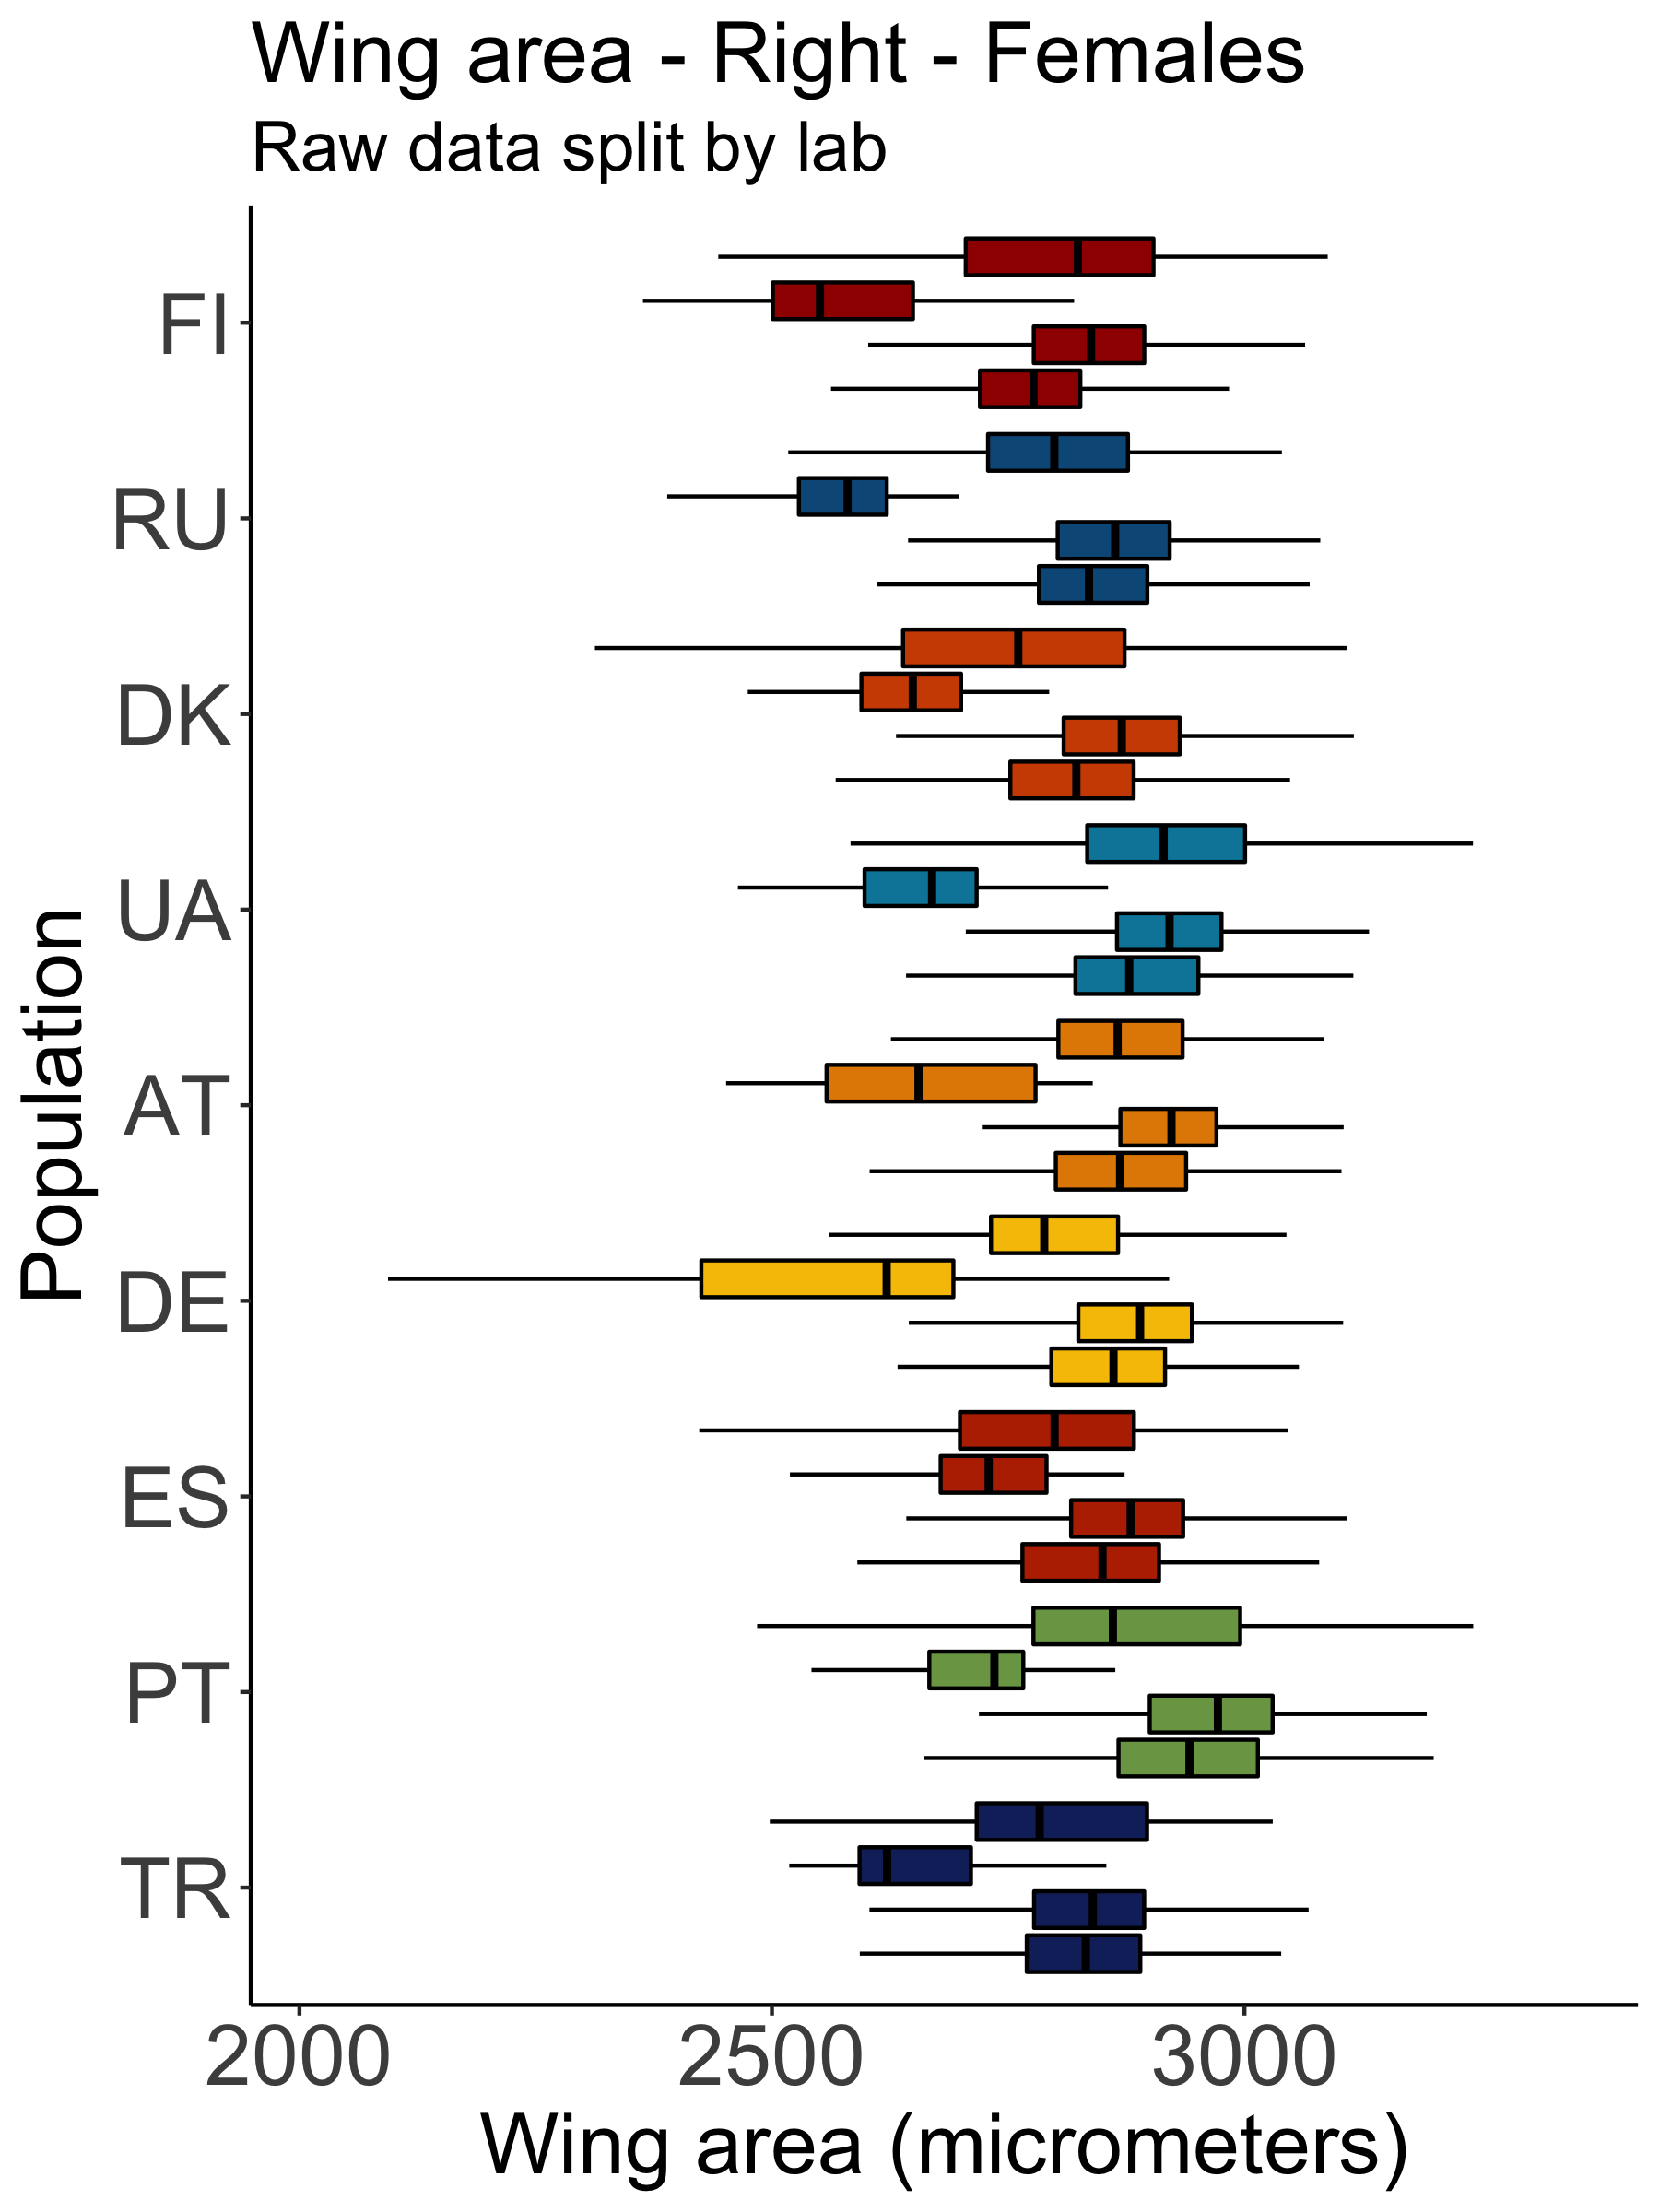 Wing area - Right - Females
Raw data split by lab
FI
RU
DK
UA
AT
DE
ES
PT
TR
Population
2000 2500 3000
Wing area (micrometers)